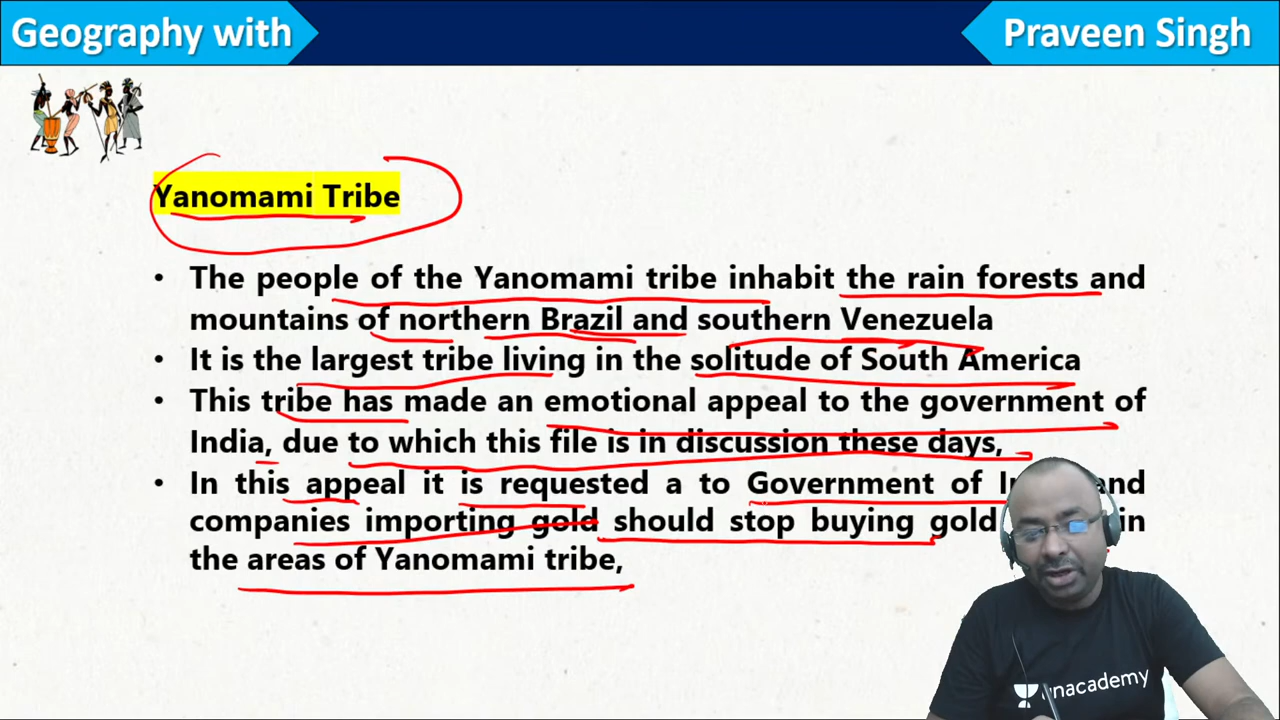 Geography with
Praveen Singh
Yanomami Tribe
• The people of the Yanomami tribe inhabit the rain forests and
mountains of northern Brazil and southern Venezuela
• It is the largest tribe living in the solitude of South America
• This tribe has made an emotional appeal to the government of
India, due to which this file is in discussion these days,
• In this appeal it is requested a to Government of and
companies importing gold should stop buying gold in
the areas of Yanomami tribe,
unacademy